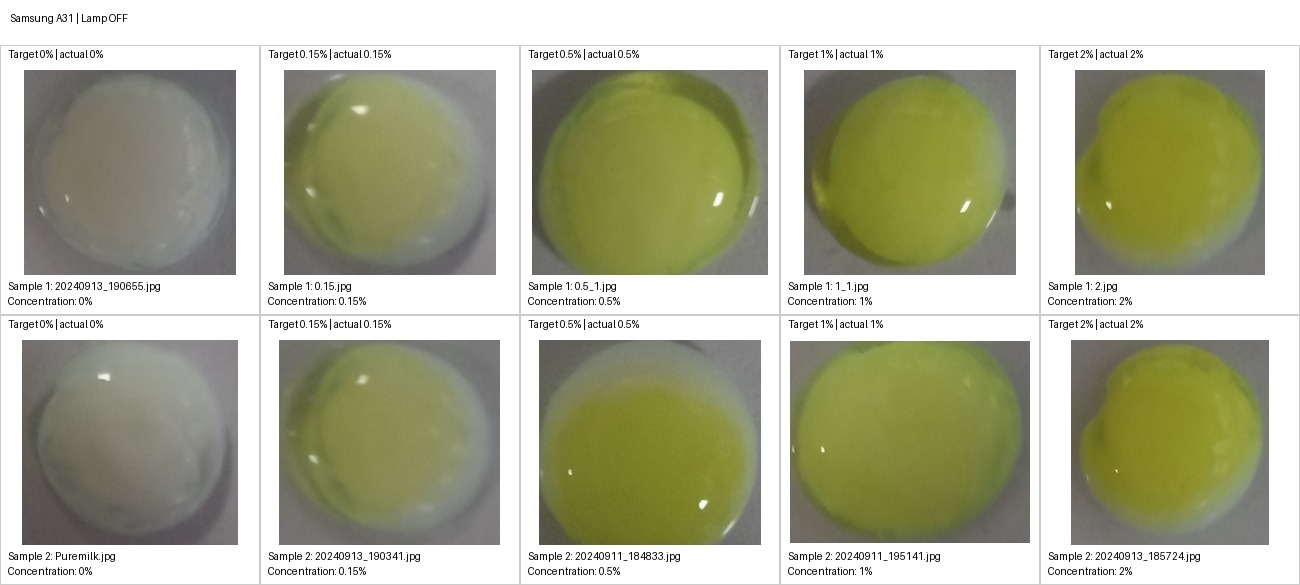 Samsung A31 | Lamp OFF
Target 0% | actual 0%
Target 0.15% | actual 0.15%
Target 0.5% | actual 0.5%
Target 1% | actual 1%
Target 2% | actual 2%
Sample 1: 20240913_190655.jpg
Concentration: 0%
Sample 1: 0.15.jpg
Concentration: 0.15%
Sample 1: 0.5_1.jpg
Concentration: 0.5%
Sample 1: 1_1.jpg
Concentration: 1%
Sample 1: 2.jpg
Concentration: 2%
Target 0% | actual 0%
Target 0.15% | actual 0.15%
Target 0.5% | actual 0.5%
Target 1% | actual 1%
Target 2% | actual 2%
Sample 2: Puremilk.jpg
Concentration: 0%
Sample 2: 20240913_190341.jpg
Concentration: 0.15%
Sample 2: 20240911_184833.jpg
Concentration: 0.5%
Sample 2: 20240911_195141.jpg
Concentration: 1%
Sample 2: 20240913_185724.jpg
Concentration: 2%